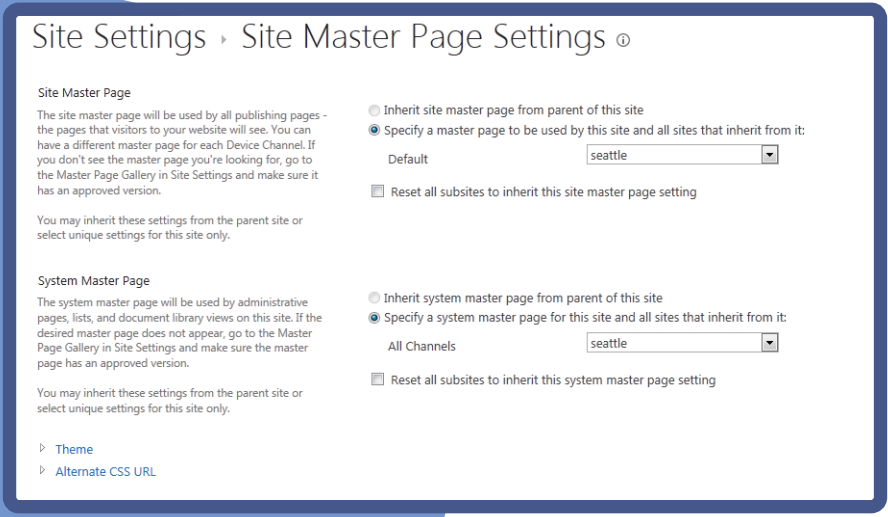 Site Settings › Site Master Page Settings
Site Master Page
The site master page will be used by all publishing pages -
the pages that visitors to your website will see. You can
have a different master page for each Device Channel. If
you don't see the master page you're looking for, go to
the Master Page Gallery in Site Settings and make sure it
has an approved version.
You may inherit these settings from the parent site or
select unique settings for this site only.
Inherit site master page from parent of this site
Specify a master page to be used by this site and all sites that inherit from it:
Default seattle
Reset all subsites to inherit this site master page setting
System Master Page
The system master page will be used by administrative
pages, lists, and document library views on this site. If the
desired master page does not appear, go to the Master
Page Gallery in Site Settings and make sure the master
page has an approved version.
You may inherit these settings from the parent site or
select unique settings for this site only.
Inherit system master page from parent of this site
Specify a system master page for this site and all sites that inherit from it:
All Channels seattle
Reset all subsites to inherit this system master page setting
Theme
Alternate CSS URL